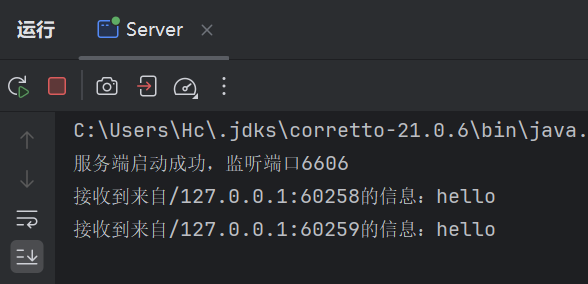 运行 Server
C:\Users\Hc\.jdks\corretto-21.0.6\bin\java.
服务端启动成功，监听端口6606
接收到来自/127.0.0.1:60258的信息：hello
接收到来自/127.0.0.1:60259的信息：hello